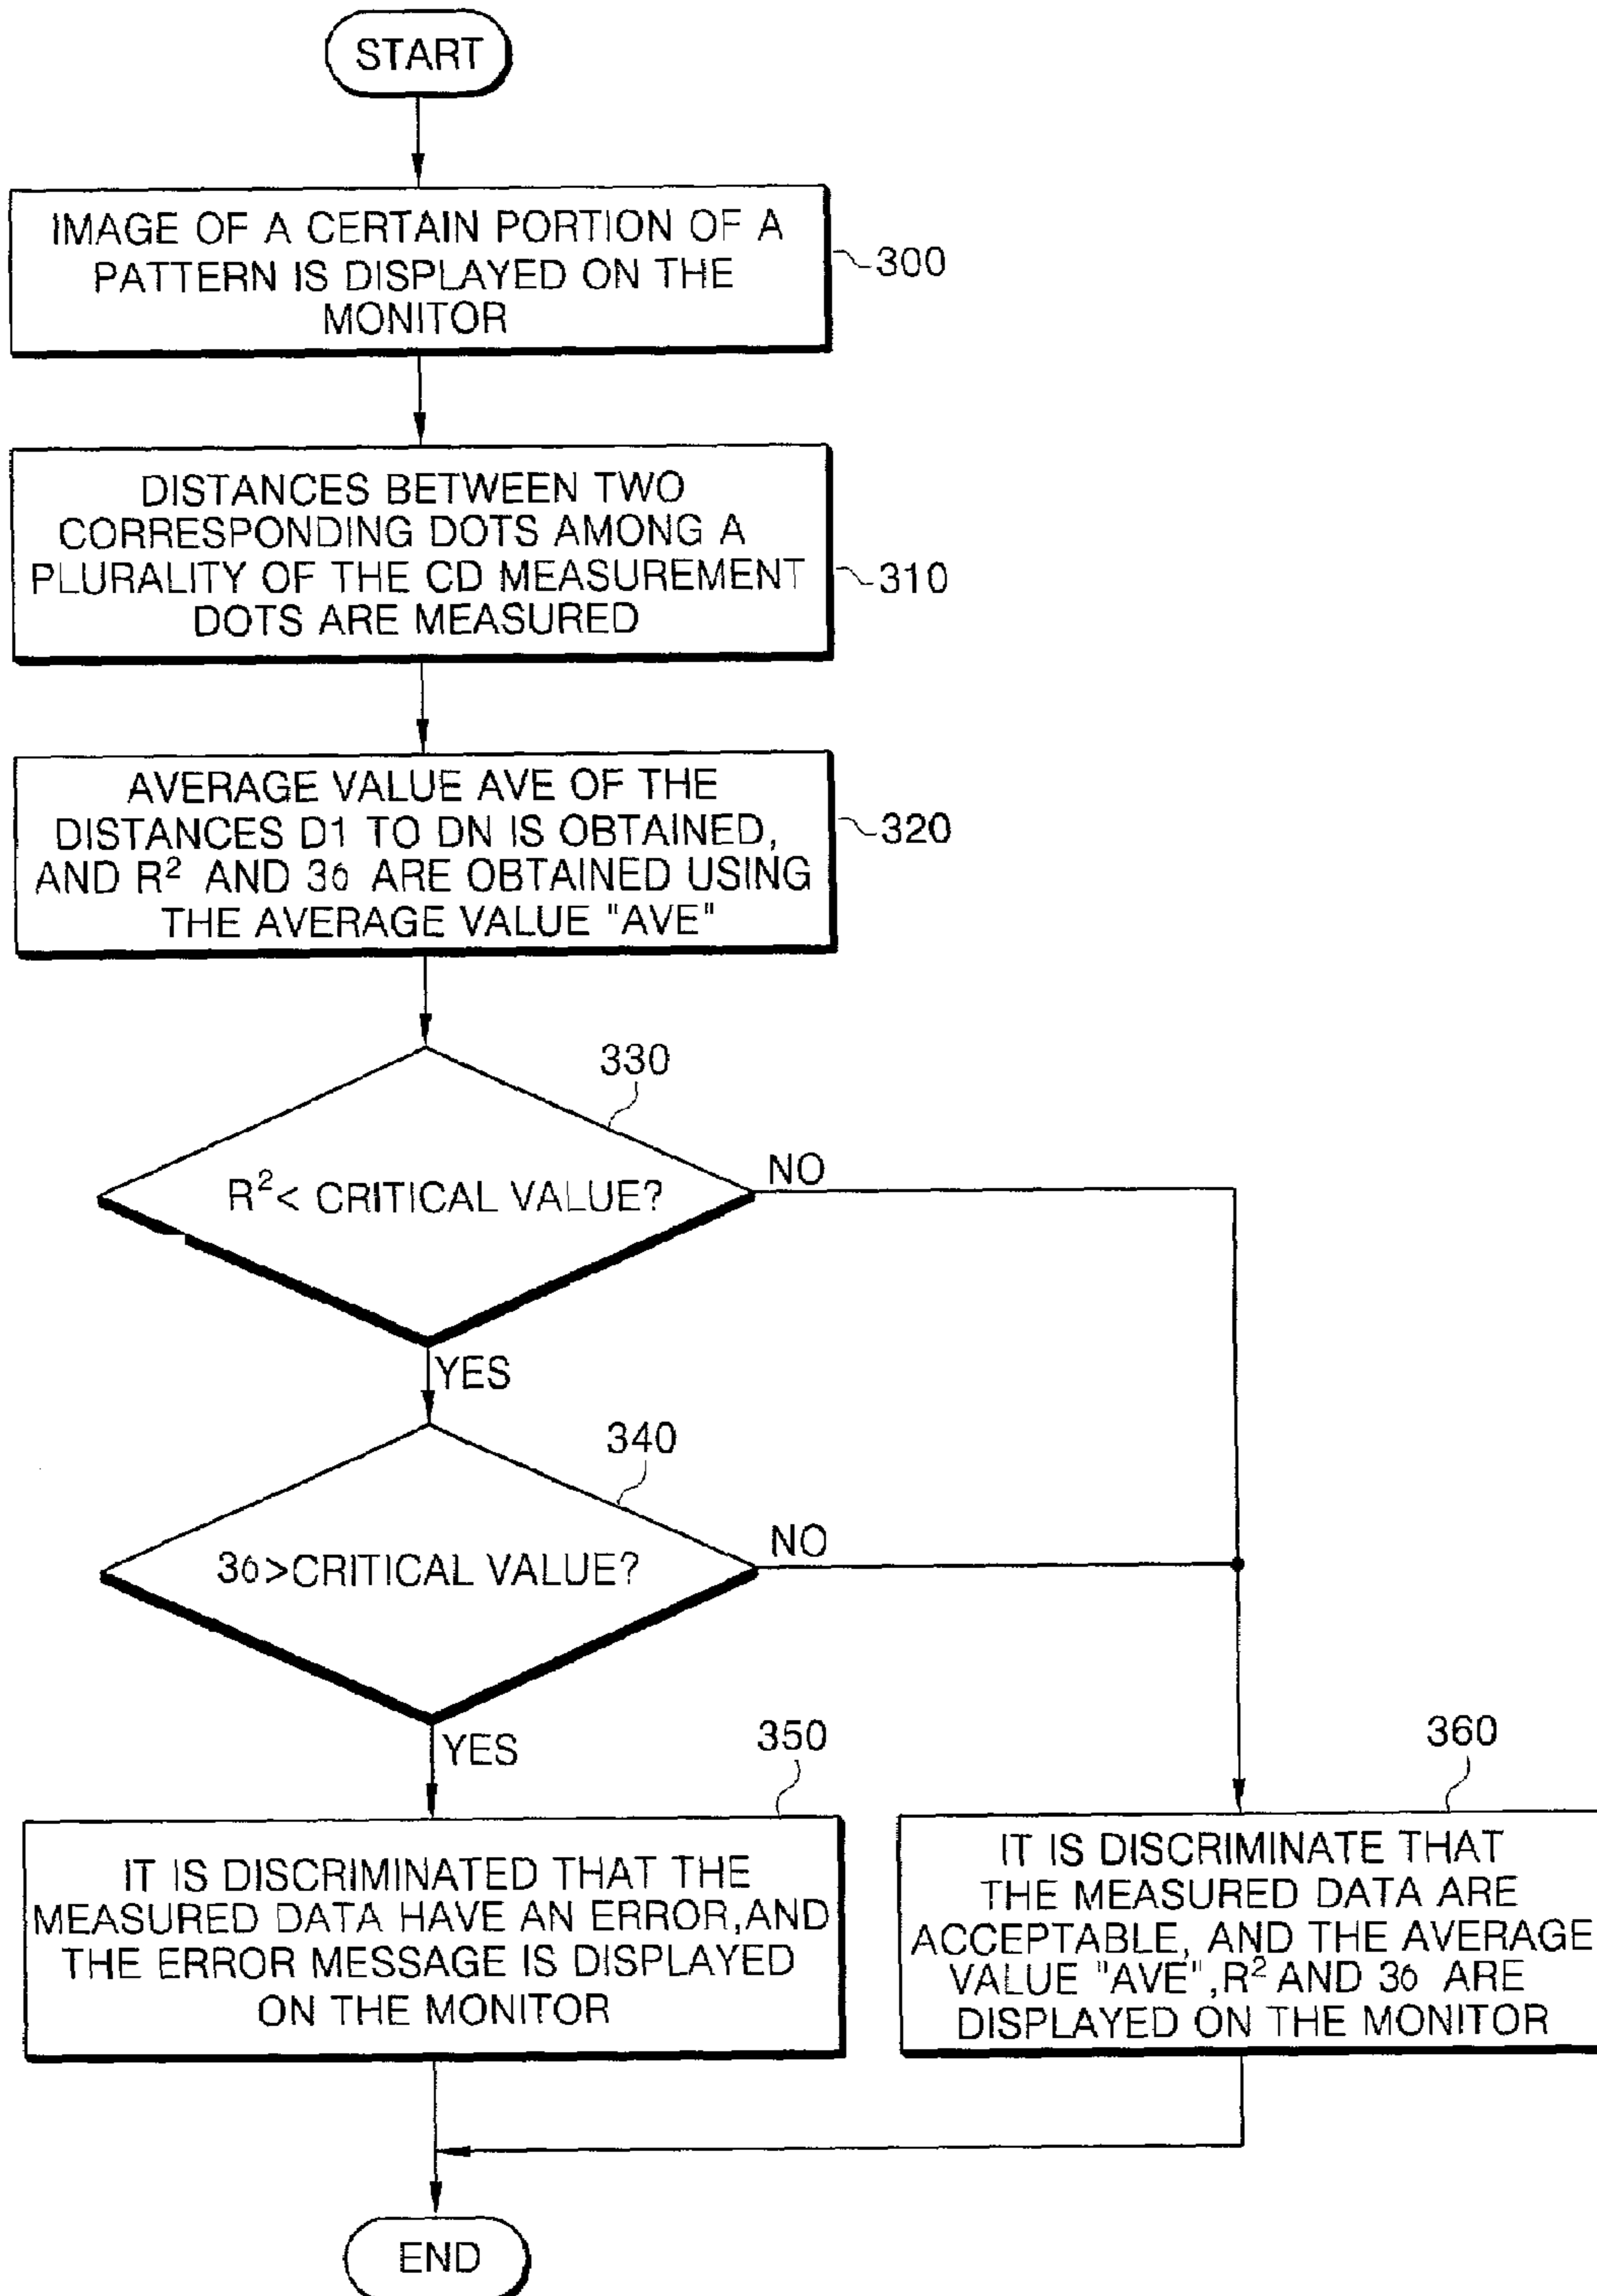 START
IMAGE OF A CERTAIN PORTION OF A
PATTERN IS DISPLAYED ON THE
MONITOR
300
DISTANCES BETWEEN TWO
CORRESPONDING DOTS AMONG A
PLURALITY OF THE CD MEASUREMENT
DOTS ARE MEASURED
310
AVERAGE VALUE AVE OF THE
DISTANCES D1 TO DN IS OBTAINED,
AND R² AND 3σ ARE OBTAINED USING
THE AVERAGE VALUE "AVE"
320
330
R²< CRITICAL VALUE?
NO
YES
340
3σ>CRITICAL VALUE?
NO
YES
350
IT IS DISCRIMINATED THAT THE
MEASURED DATA HAVE AN ERROR,AND
THE ERROR MESSAGE IS DISPLAYED
ON THE MONITOR
360
IT IS DISCRIMINATE THAT
THE MEASURED DATA ARE
ACCEPTABLE, AND THE AVERAGE
VALUE "AVE",R² AND 3σ ARE
DISPLAYED ON THE MONITOR
END